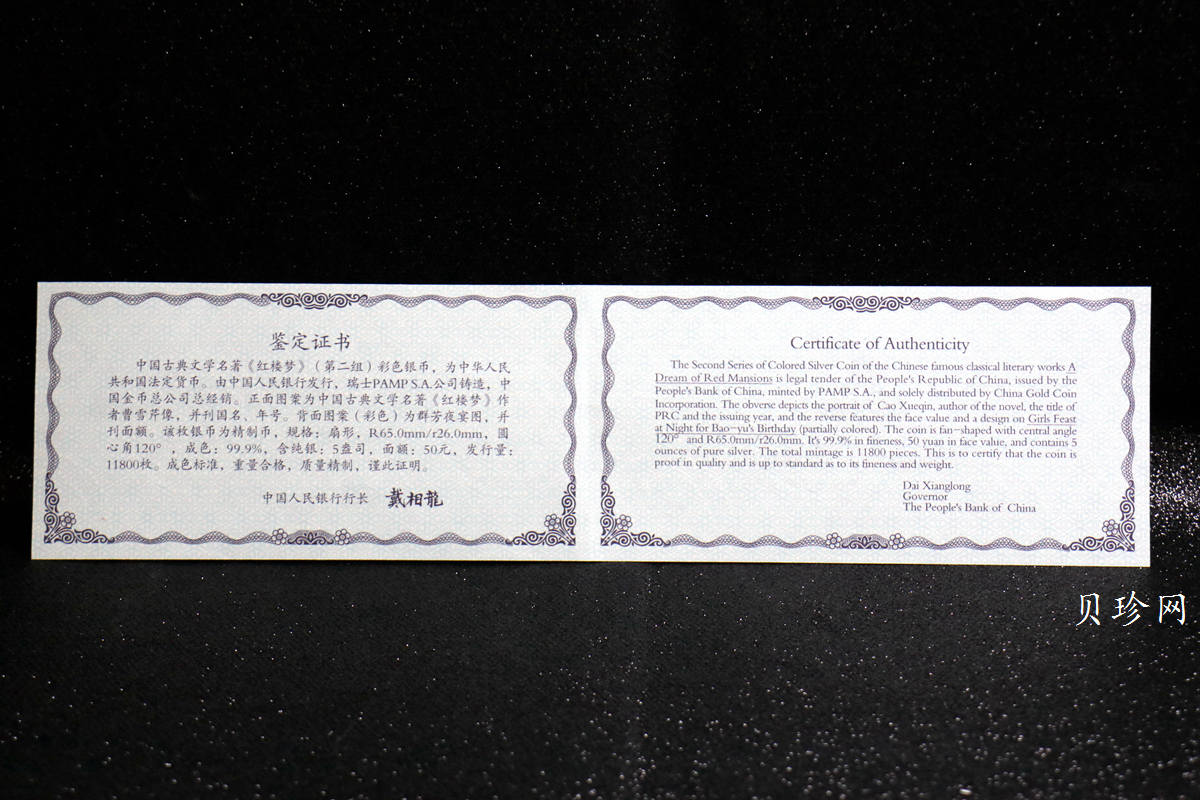 鉴定证书
中国古典文学名著《红楼梦》（第二组）彩色银币，为中华人民
共和国法定货币。由中国人民银行发行，瑞士PAMP S.A.公司铸造，中
国金币总公司总经销。正面图案为中国古典文学名著《红楼梦》作
者曹雪芹像，并刊国名、年号。背面图案（彩色）为群芳夜宴图，并
刊面额。该枚银币为精制币，规格：扇形，R65.0mm/r26.0mm，圆
心角120°，成色：99.9%，含纯银：5盎司，面额：50元，发行量：
11800枚。成色标准，重量合格，质量精制，谨此证明。
中国人民银行行长 戴相龍
Certificate of Authenticity
The Second Series of Colored Silver Coin of the Chinese famous classical literary works A
Dream of Red Mansions is legal tender of the People's Republic of China, issued by the
People's Bank of China, minted by PAMP S.A., and solely distributed by China Gold Coin
Incorporation. The obverse depicts the portrait of Cao Xueqin, author of the novel, the title of
PRC and the issuing year, and the reverse features the face value and a design on Girls Feast
at Night for Bao-yu's Birthday (partially colored). The coin is fan-shaped with central angle
120° and R65.0mm/r26.0mm. It's 99.9% in fineness, 50 yuan in face value, and contains 5
ounces of pure silver. The total mintage is 11800 pieces. This is to certify that the coin is
proof in quality and is up to standard as to its fineness and weight.
Dai Xianglong
Governor
The People's Bank of China
贝珍网